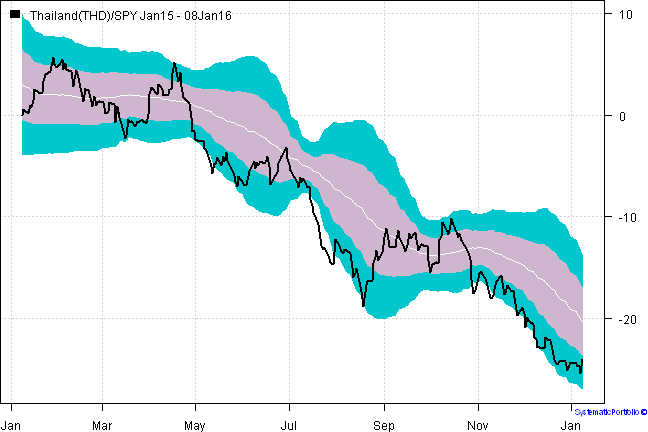 Thailand(THD)/SPY Jan15 - 08Jan16
10
0
-10
-20
Jan Mar May Jul Sep Nov Jan
SystematicPortfolio ©